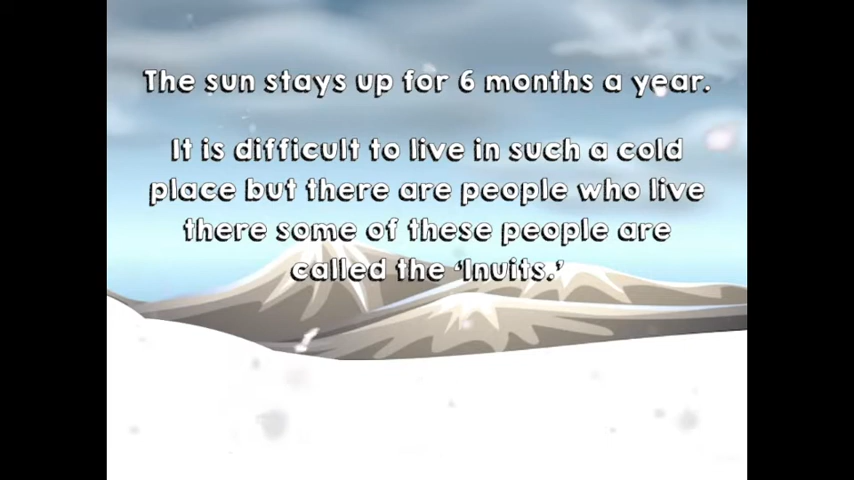 The sun stays up for 6 months a year.
It is difficult to live in such a cold
place but there are people who live
there some of these people are
called the ‘Inuits.’